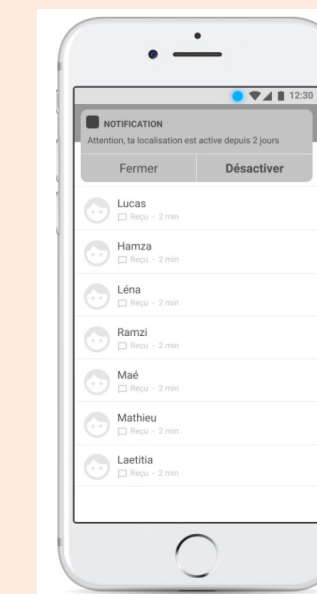 12:30
NOTIFICATION
Attention, ta localisation est active depuis 2 jours
Fermer Désactiver
Lucas
Reçu - 2 min
Hamza
Reçu - 2 min
Léna
Reçu - 2 min
Ramzi
Reçu - 2 min
Maé
Reçu - 2 min
Mathieu
Reçu - 2 min
Laetitia
Reçu - 2 min